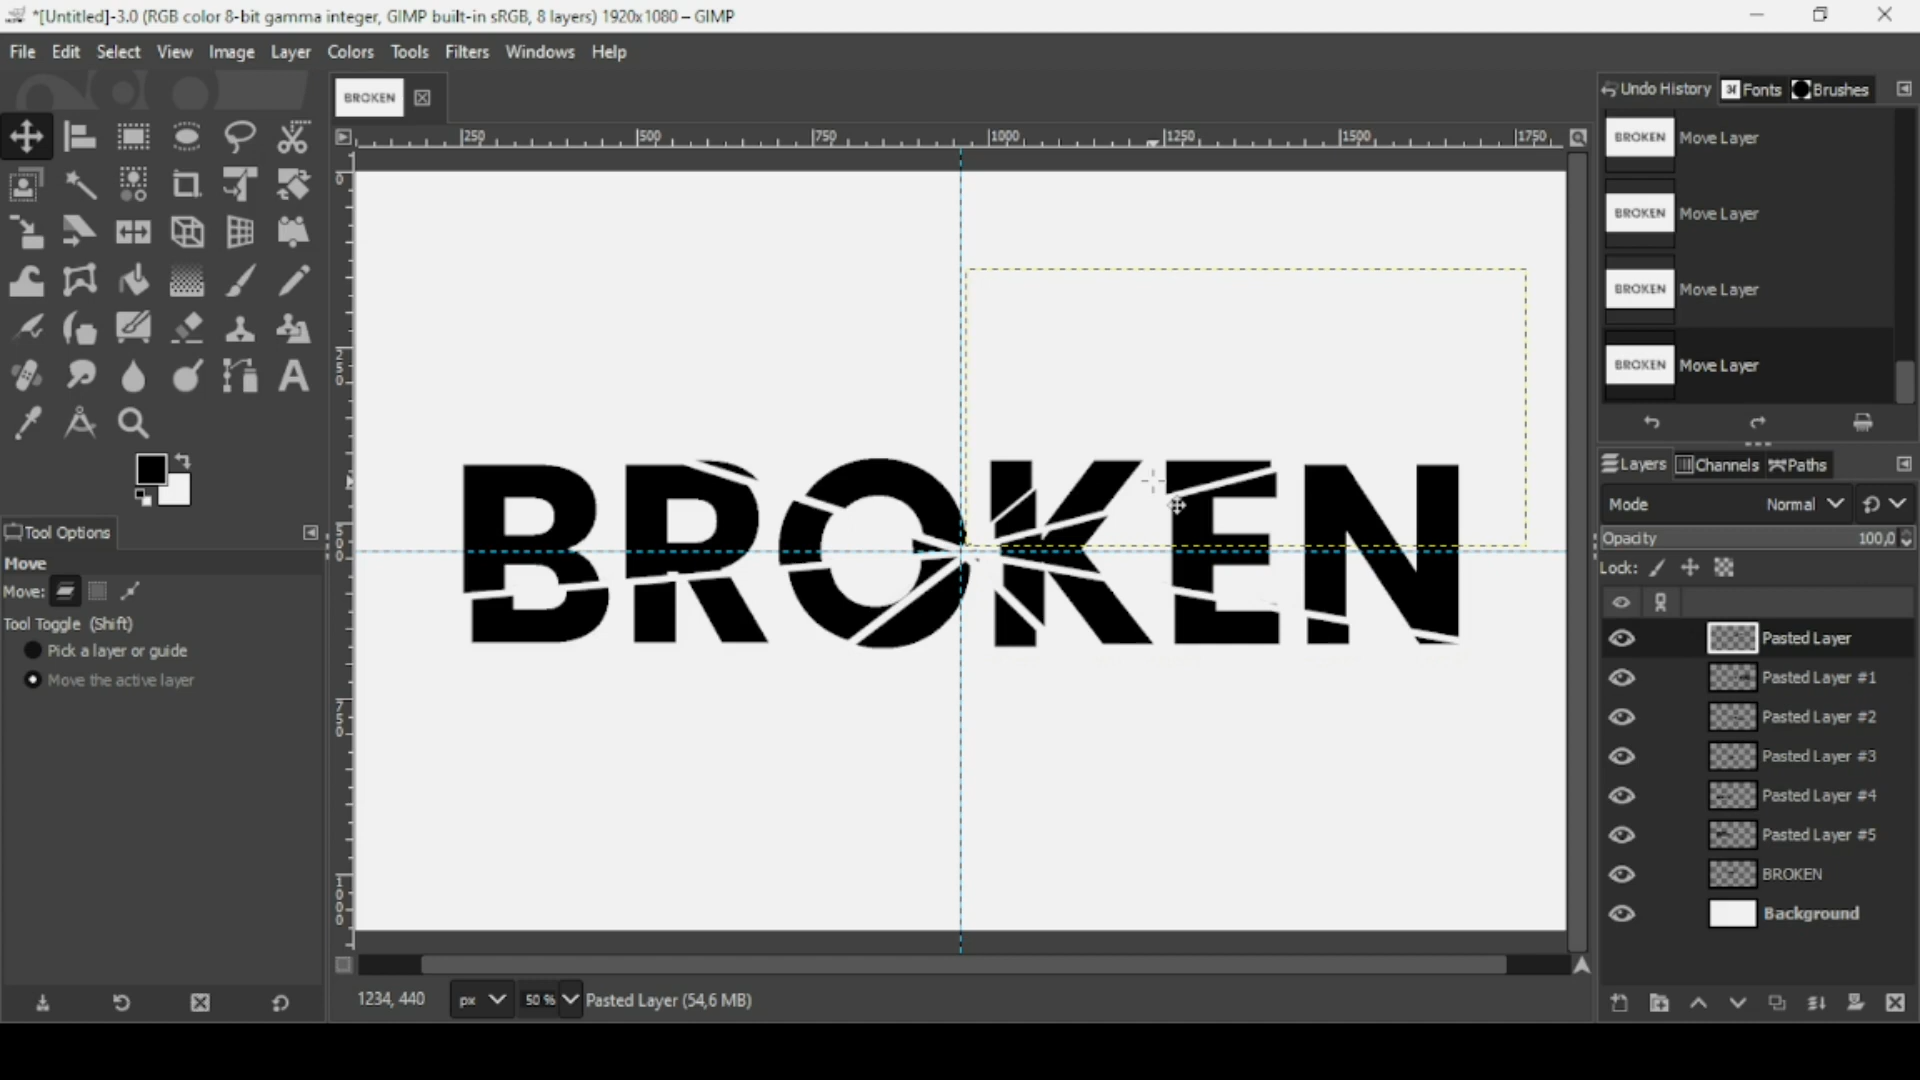 *[Untitled]-3.0 (RGB color 8-bit gamma integer, GIMP built-in sRGB, 8 layers) 1920x1080 – GIMP
File Edit Select View Image Layer Colors Tools Filters Windows Help
BROKEN
Undo History Fonts Brushes
250 500 750 1000 1250 1500 1750
BROKEN Move Layer
BROKEN Move Layer
BROKEN Move Layer
BROKEN Move Layer
0
250
500
750
1000
BROKEN
Tool Options
Move
Move:
Tool Toggle (Shift)
Pick a layer or guide
Move the active layer
Layers Channels Paths
Mode Normal
Opacity 100,0
Lock:
Pasted Layer
Pasted Layer #1
Pasted Layer #2
Pasted Layer #3
Pasted Layer #4
Pasted Layer #5
BROKEN
Background
1234, 440 px 50 % Pasted Layer (54,6 MB)